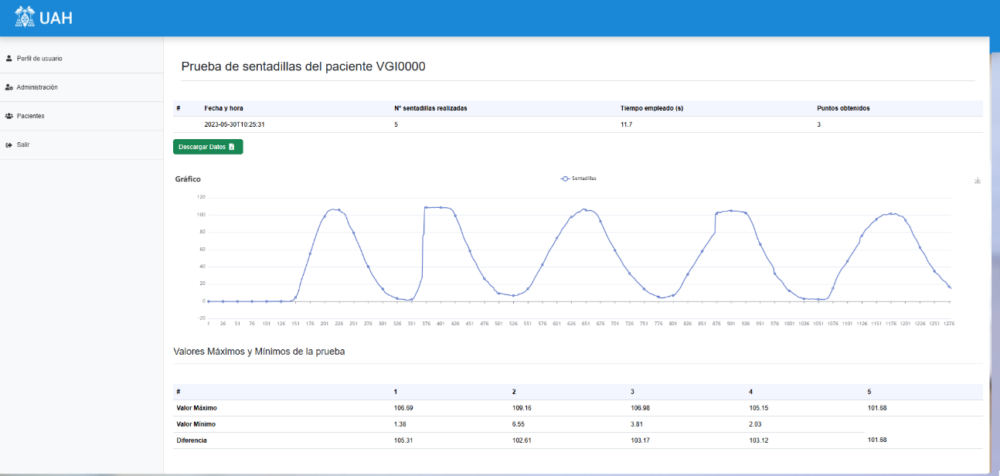 UAH
Perfil de usuario
Administración
Pacientes
Salir
Prueba de sentadillas del paciente VGI0000
# Fecha y hora Nº sentadillas realizadas Tiempo empleado (s) Puntos obtenidos
2023-05-30T10:25:31 5 11.7 3
Descargar Datos
Gráfico
Sentadillas
120
100
80
60
40
20
0
-20
1 26 51 76 101 126 151 176 201 226 251 276 301 326 351 376 401 426 451 476 501 526 551 576 601 626 651 676 701 726 751 776 801 826 851 876 901 926 951 976 1001 1026 1051 1076 1101 1126 1151 1176 1201 1226 1251 1276
Valores Máximos y Mínimos de la prueba
# 1 2 3 4 5
Valor Máximo 106.69 109.16 106.98 105.15 101.68
Valor Mínimo 1.38 6.55 3.81 2.03
Diferencia 105.31 102.61 103.17 103.12 101.68